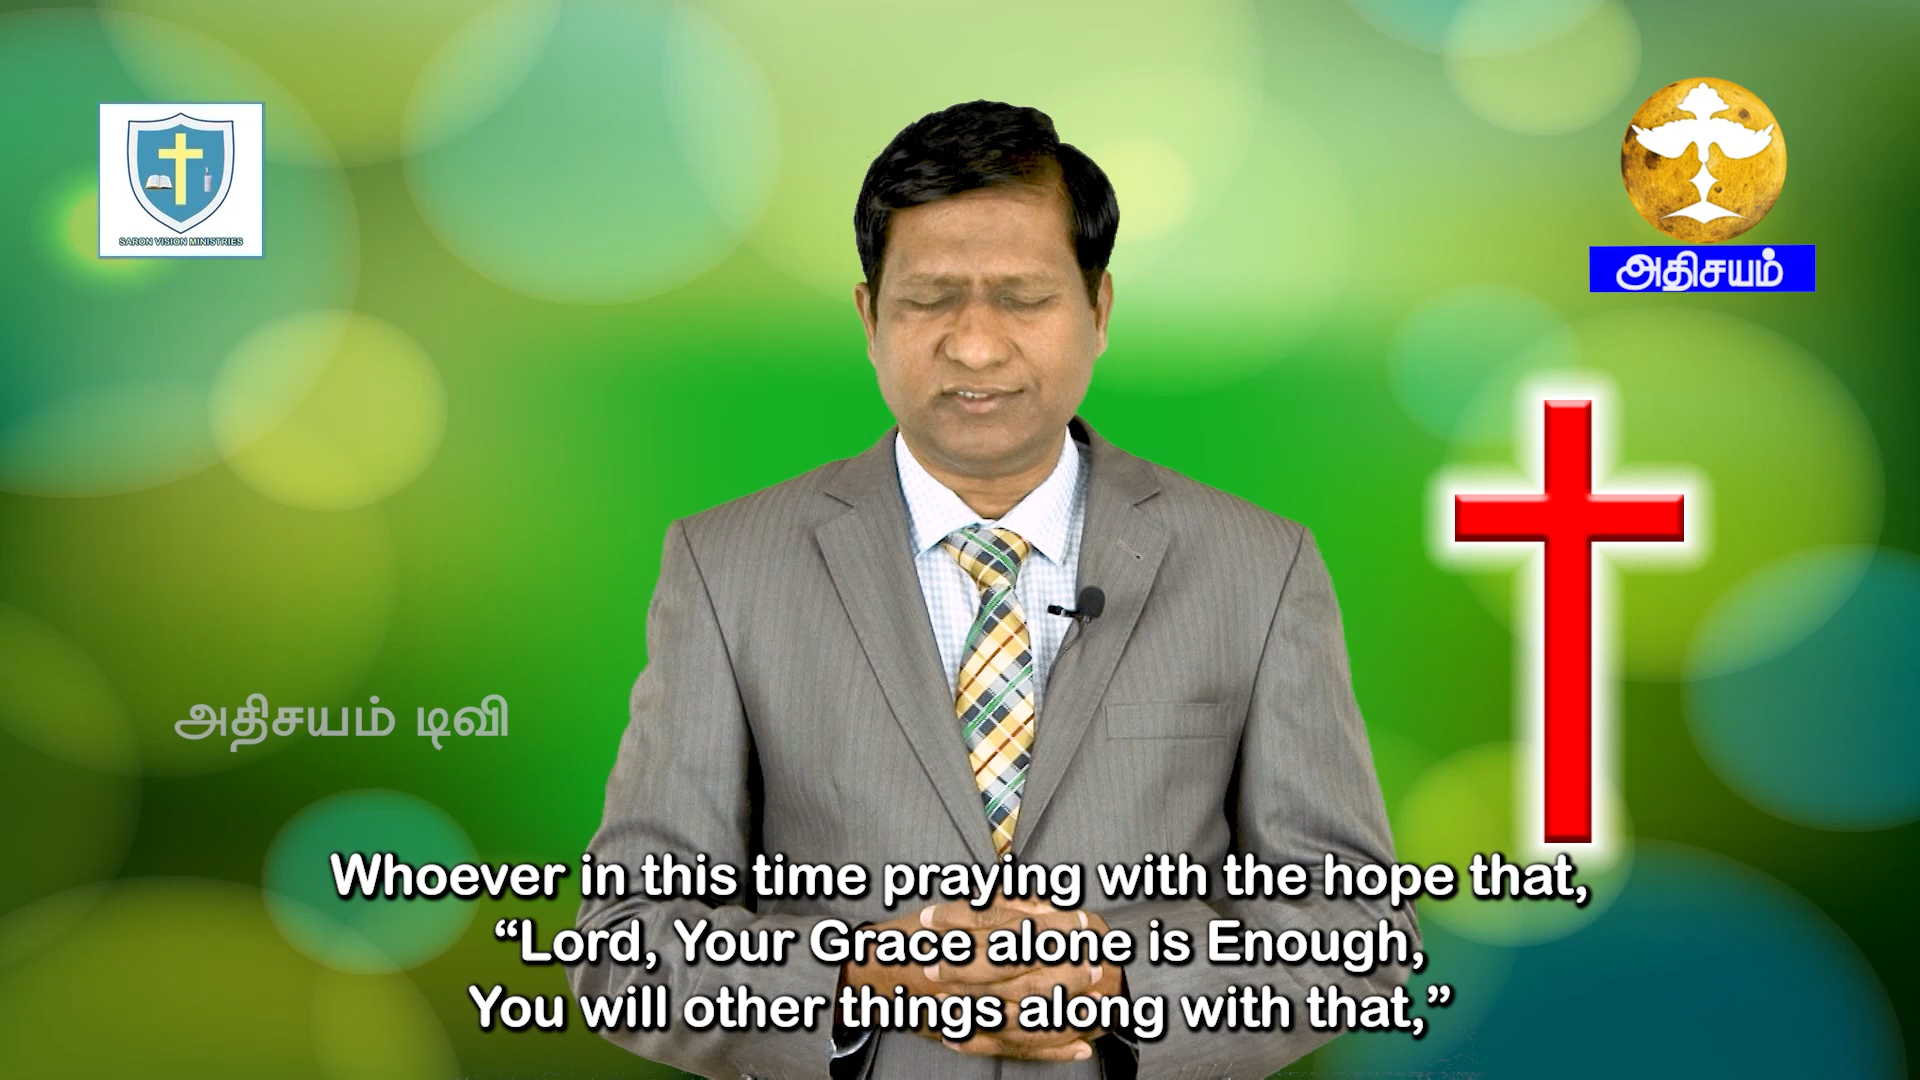 SARON VISION MINISTRIES
அதிசயம்
அதிசயம் டிவி
Whoever in this time praying with the hope that,
“Lord, Your Grace alone is Enough,
You will other things along with that,”